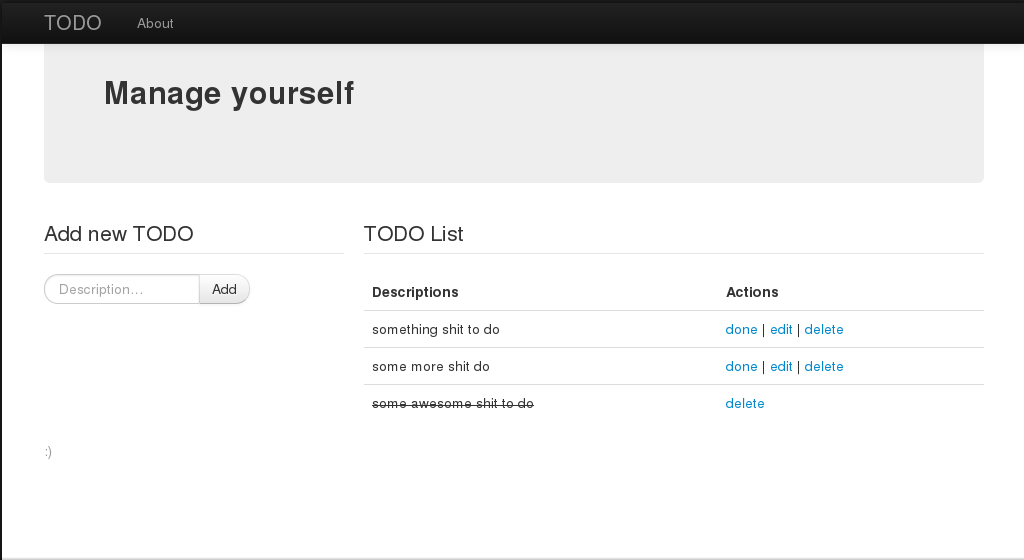 TODO About
Manage yourself
Add new TODO
Description...
Add
TODO List
Descriptions Actions
something shit to do done | edit | delete
some more shit do done | edit | delete
some awesome shit to do delete
:)